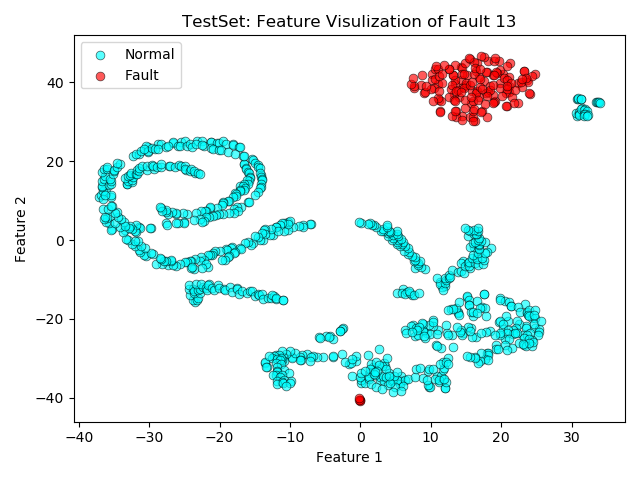 TestSet: Feature Visulization of Fault 13
Normal
Fault
Feature 2
40
20
0
−20
−40
−40 −30 −20 −10 0 10 20 30
Feature 1